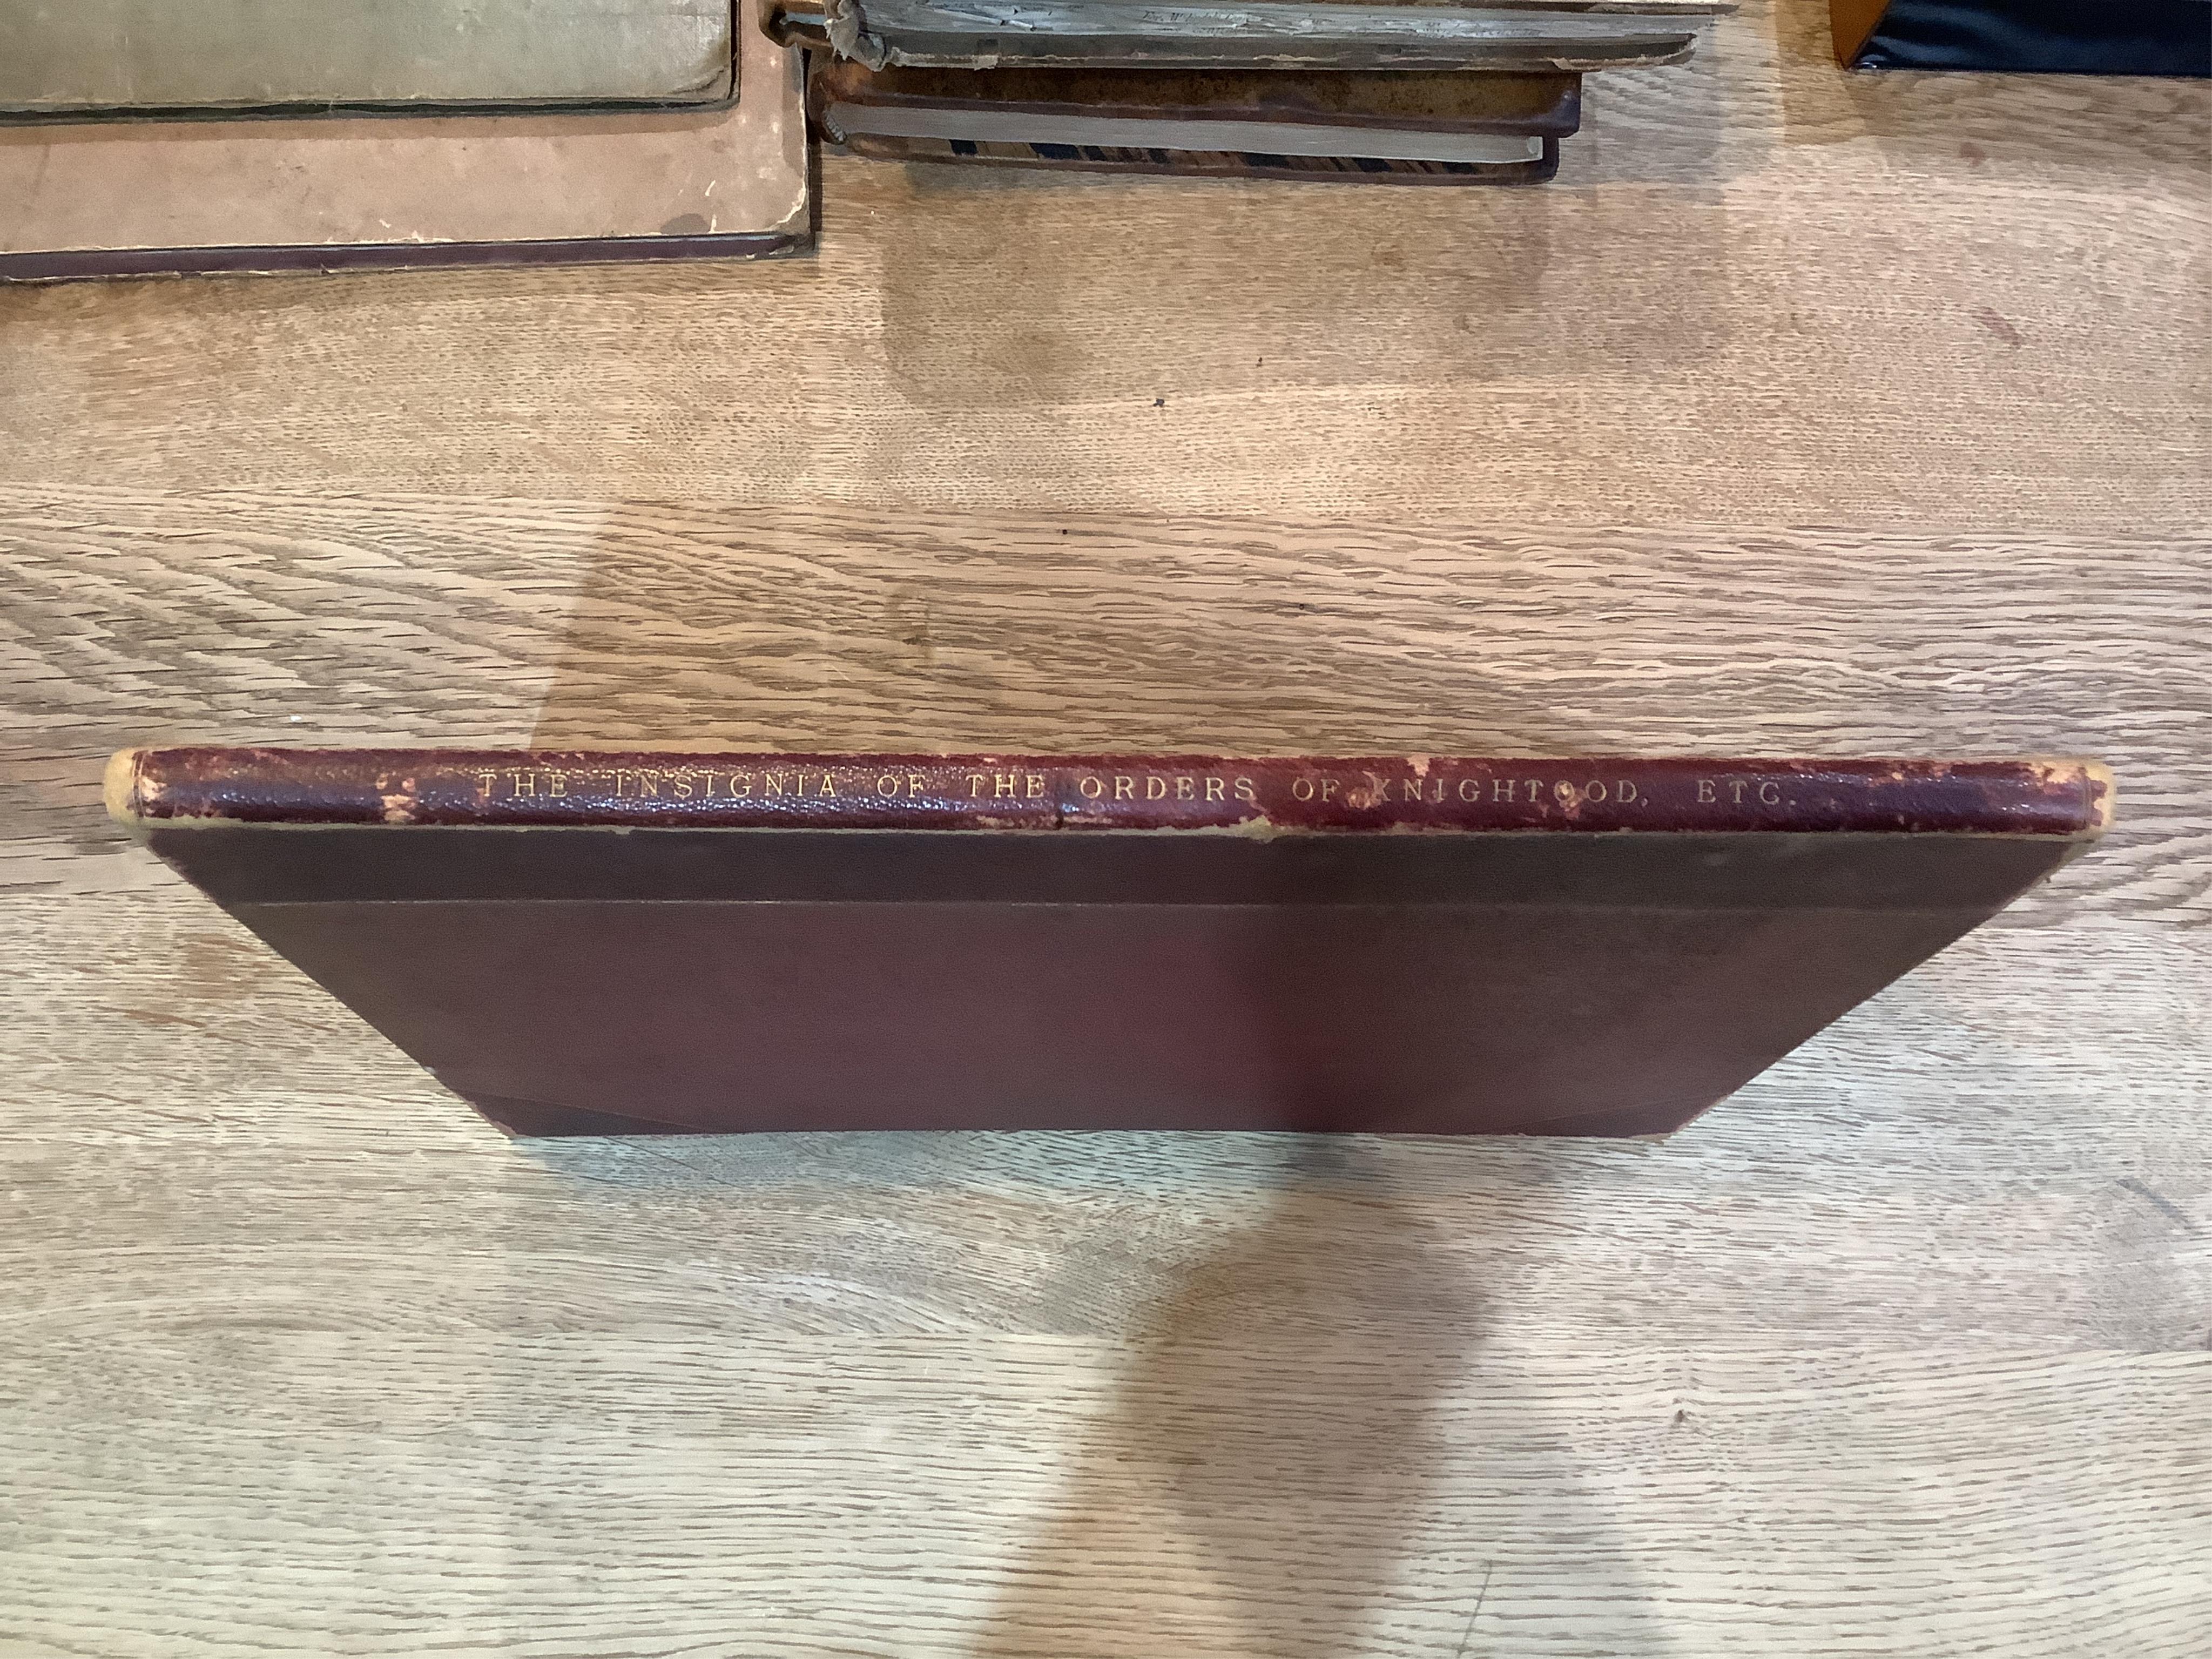 THE INSIGNIA OF THE ORDERS OF KNIGHTOOD, ETC.